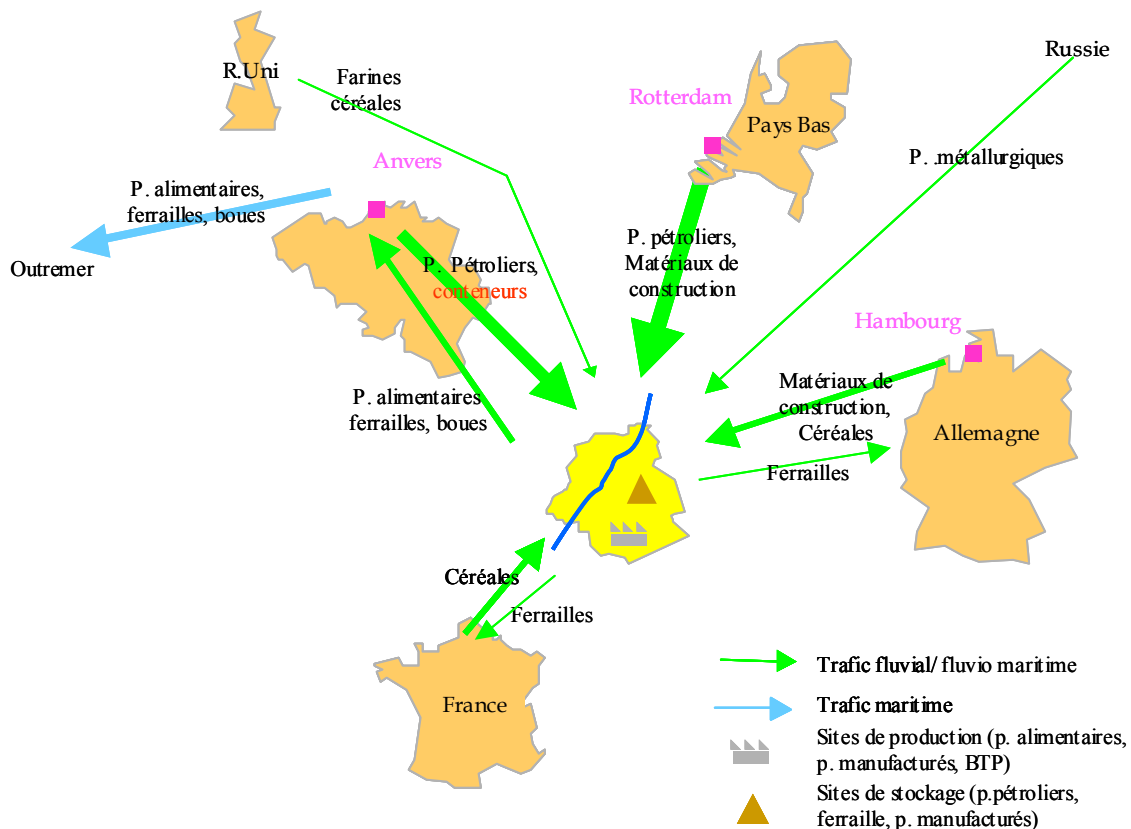 Russie
R.Uni
Farines
céréales
Rotterdam
Pays Bas
P. .métallurgiques
Anvers
P. alimentaires,
ferrailles, boues
Outremer
P. Pétroliers,
conteneurs
P. pétroliers,
Matériaux de
construction
Hambourg
Matériaux de
construction,
Céréales
Allemagne
P. alimentaires
ferrailles, boues
Ferrailles
Céréales
Ferrailles
France
Trafic fluvial/ fluvio maritime
Trafic maritime
Sites de production (p. alimentaires,
p. manufacturés, BTP)
Sites de stockage (p.pétroliers,
ferraille, p. manufacturés)